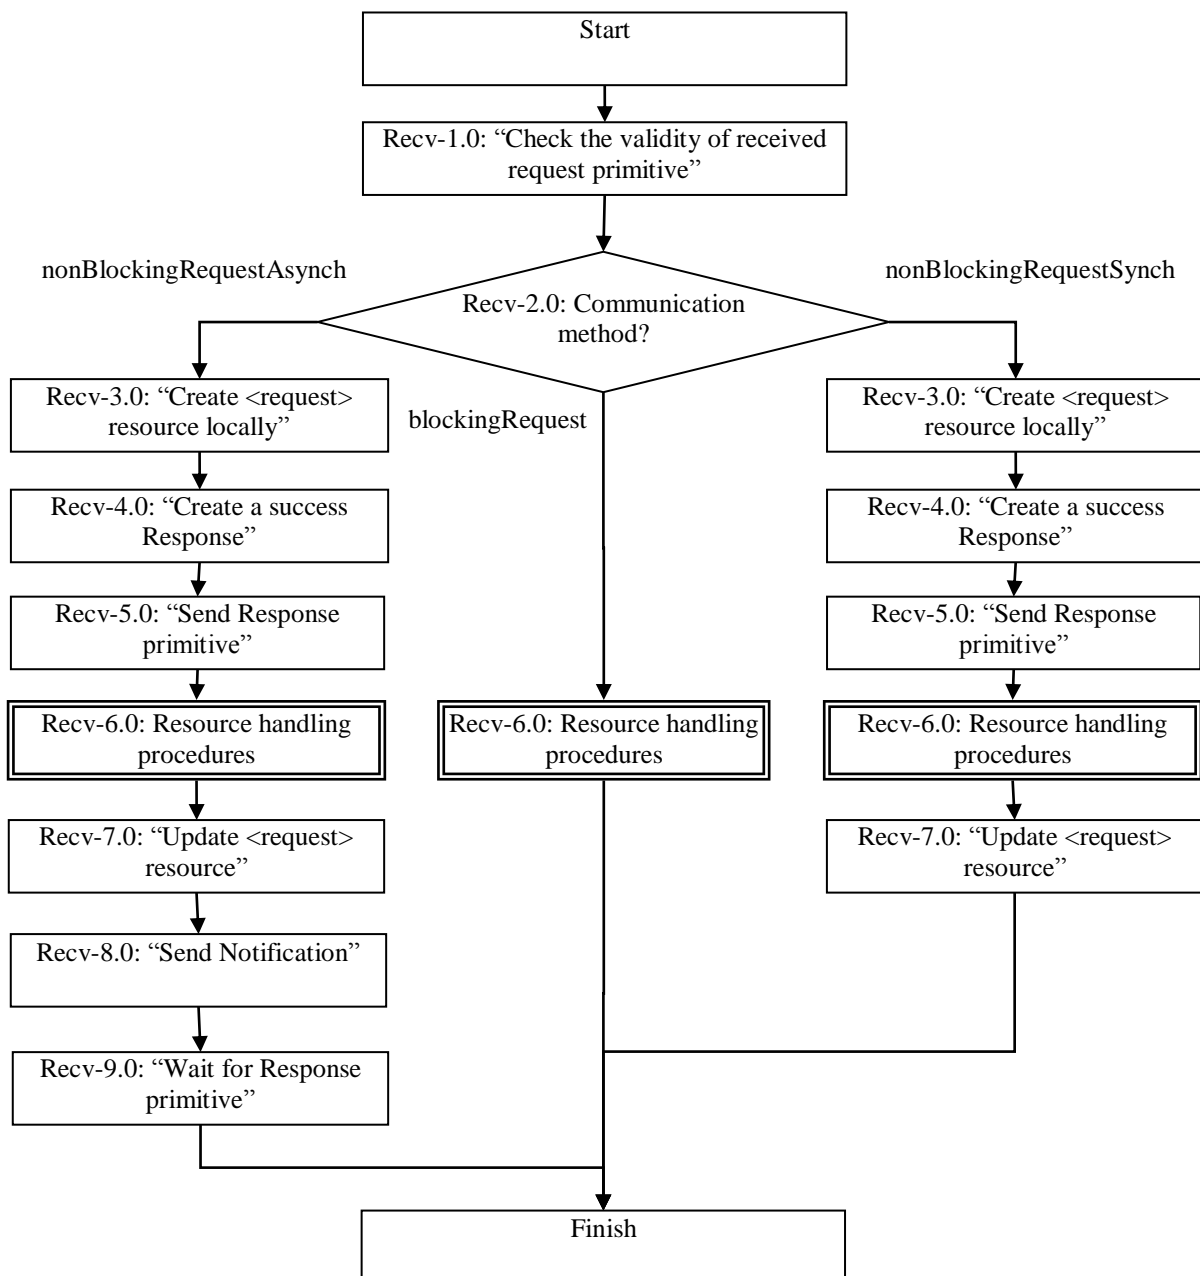 Start
Recv-1.0: “Check the validity of received
request primitive”
nonBlockingRequestAsynch
nonBlockingRequestSynch
Recv-2.0: Communication
method?
blockingRequest
Recv-3.0: “Create <request>
resource locally”
Recv-4.0: “Create a success
Response”
Recv-5.0: “Send Response
primitive”
Recv-6.0: Resource handling
procedures
Recv-7.0: “Update <request>
resource”
Recv-8.0: “Send Notification”
Recv-9.0: “Wait for Response
primitive”
Recv-6.0: Resource handling
procedures
Recv-3.0: “Create <request>
resource locally”
Recv-4.0: “Create a success
Response”
Recv-5.0: “Send Response
primitive”
Recv-6.0: Resource handling
procedures
Recv-7.0: “Update <request>
resource”
Finish